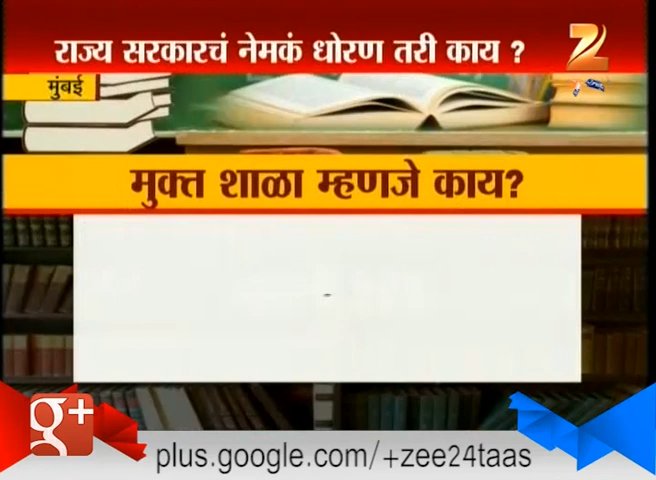 राज्य सरकारचं नेमकं धोरण तरी काय ?
मुंबई
मुक्त शाळा म्हणजे काय?
g+
plus.google.com/+zee24taas